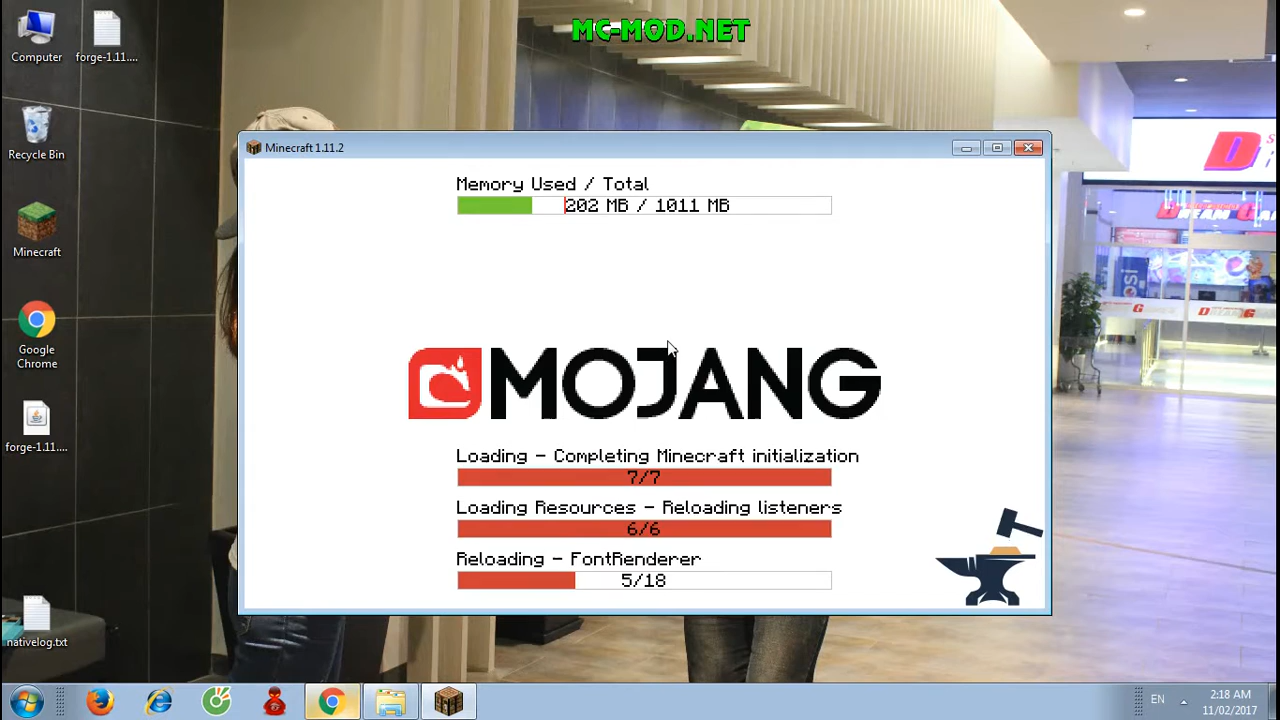 MC-MOD.NET
Computer
forge-1.11....
Recycle Bin
Minecraft
Google
Chrome
forge-1.11....
nativelog.txt
Minecraft 1.11.2
Memory Used / Total
202 MB / 1011 MB
MOJANG
Loading - Completing Minecraft initialization
7/7
Loading Resources - Reloading listeners
6/6
Reloading - FontRenderer
5/18
EN
2:18 AM
11/02/2017